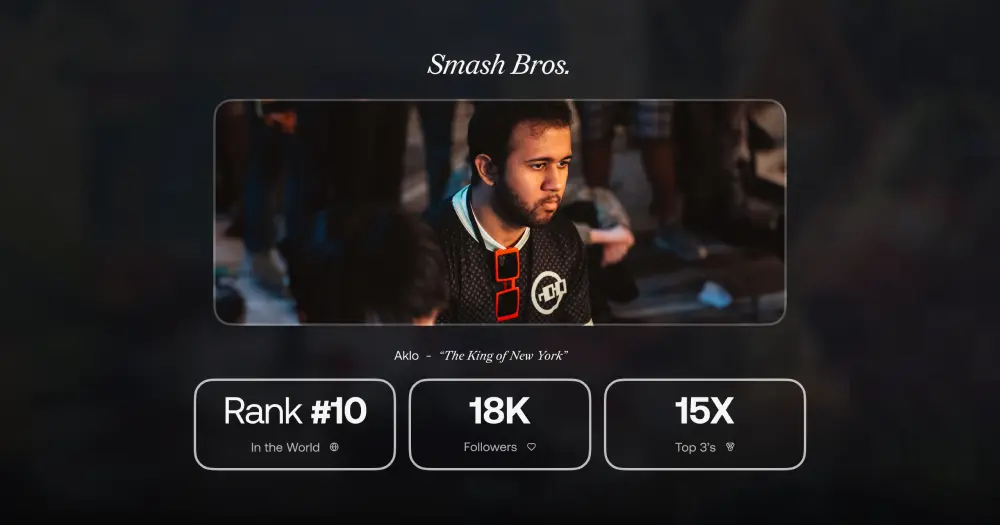 Smash Bros.
Aklo - “The King of New York”
Rank #10
In the World
18K
Followers
15X
Top 3's